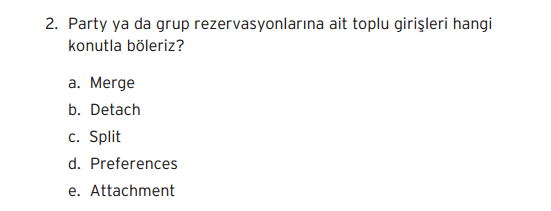 2. Party ya da grup rezervasyonlarına ait toplu girişleri hangi
konutla böleriz?
a. Merge
b. Detach
c. Split
d. Preferences
e. Attachment